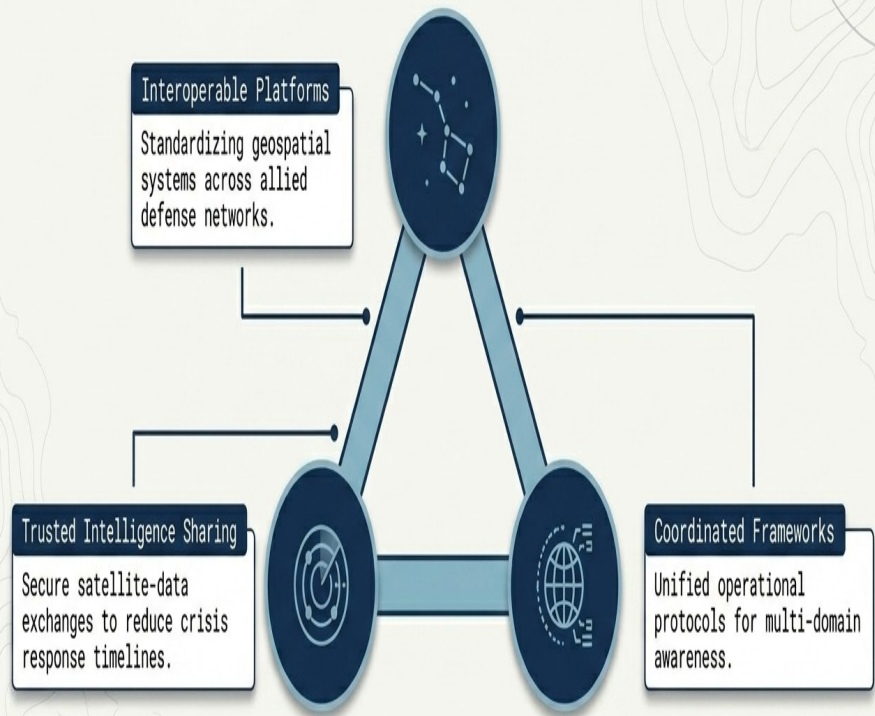 Interoperable Platforms
Standardizing geospatial
systems across allied
defense networks.
Trusted Intelligence Sharing
Secure satellite-data
exchanges to reduce crisis
response timelines.
Coordinated Frameworks
Unified operational
protocols for multi-domain
awareness.